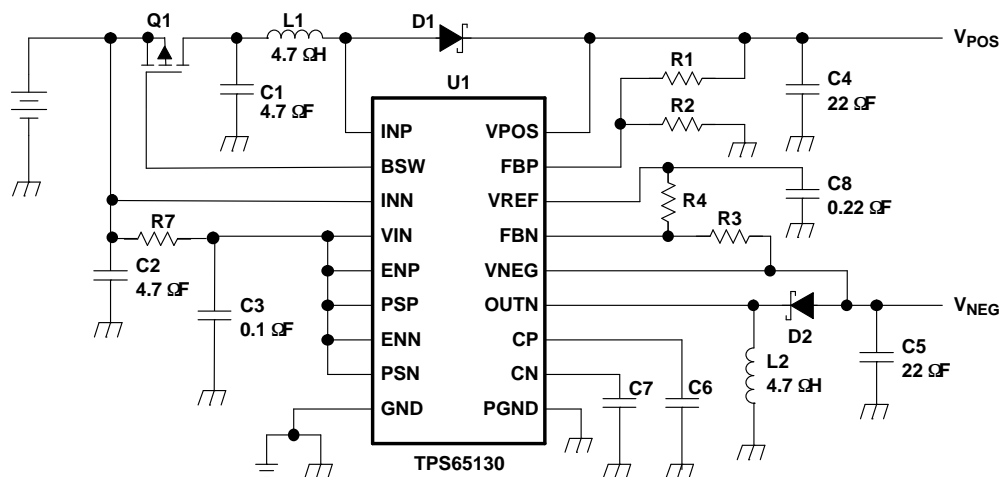 Q1
L1
4.7 ΩH
D1
VPOS
C1
4.7 ΩF
U1
R1
R2
C4
22 ΩF
INP
BSW
INN
VIN
ENP
PSP
ENN
PSN
GND
VPOS
FBP
VREF
FBN
VNEG
OUTN
CP
CN
PGND
R4
R3
C8
0.22 ΩF
R7
C2
4.7 ΩF
C3
0.1 ΩF
VNEG
D2
L2
4.7 ΩH
C5
22 ΩF
C7
C6
TPS65130